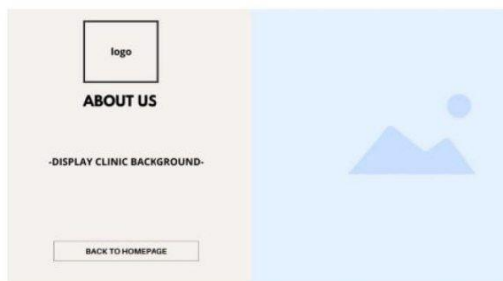 logo
ABOUT US
-DISPLAY CLINIC BACKGROUND-
BACK TO HOMEPAGE